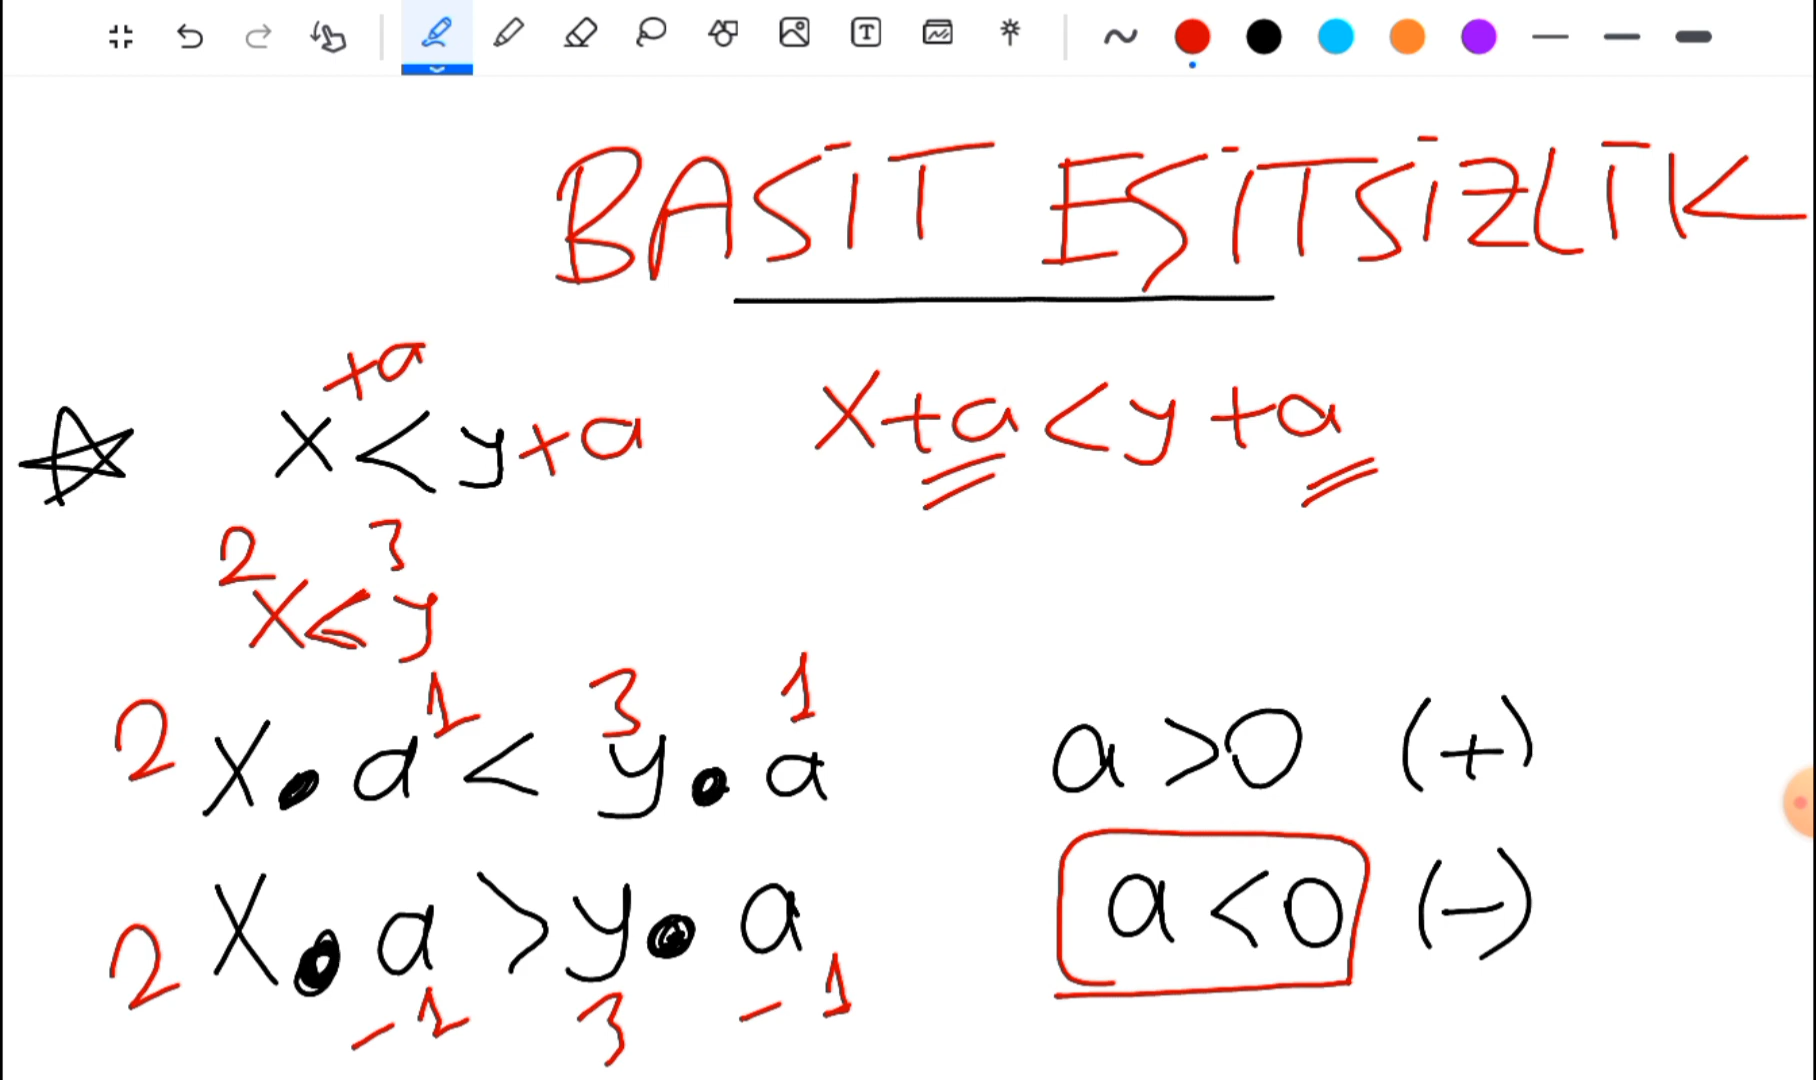 BASİT EŞİTSİZLİK
+a
x < y + a    x + a < y + a
2 3
x ≤ y
2 1 3 1
x . a < y . a    a > 0 (+)
2 x . a > y . a    a < 0 (-)
-1 3 -1